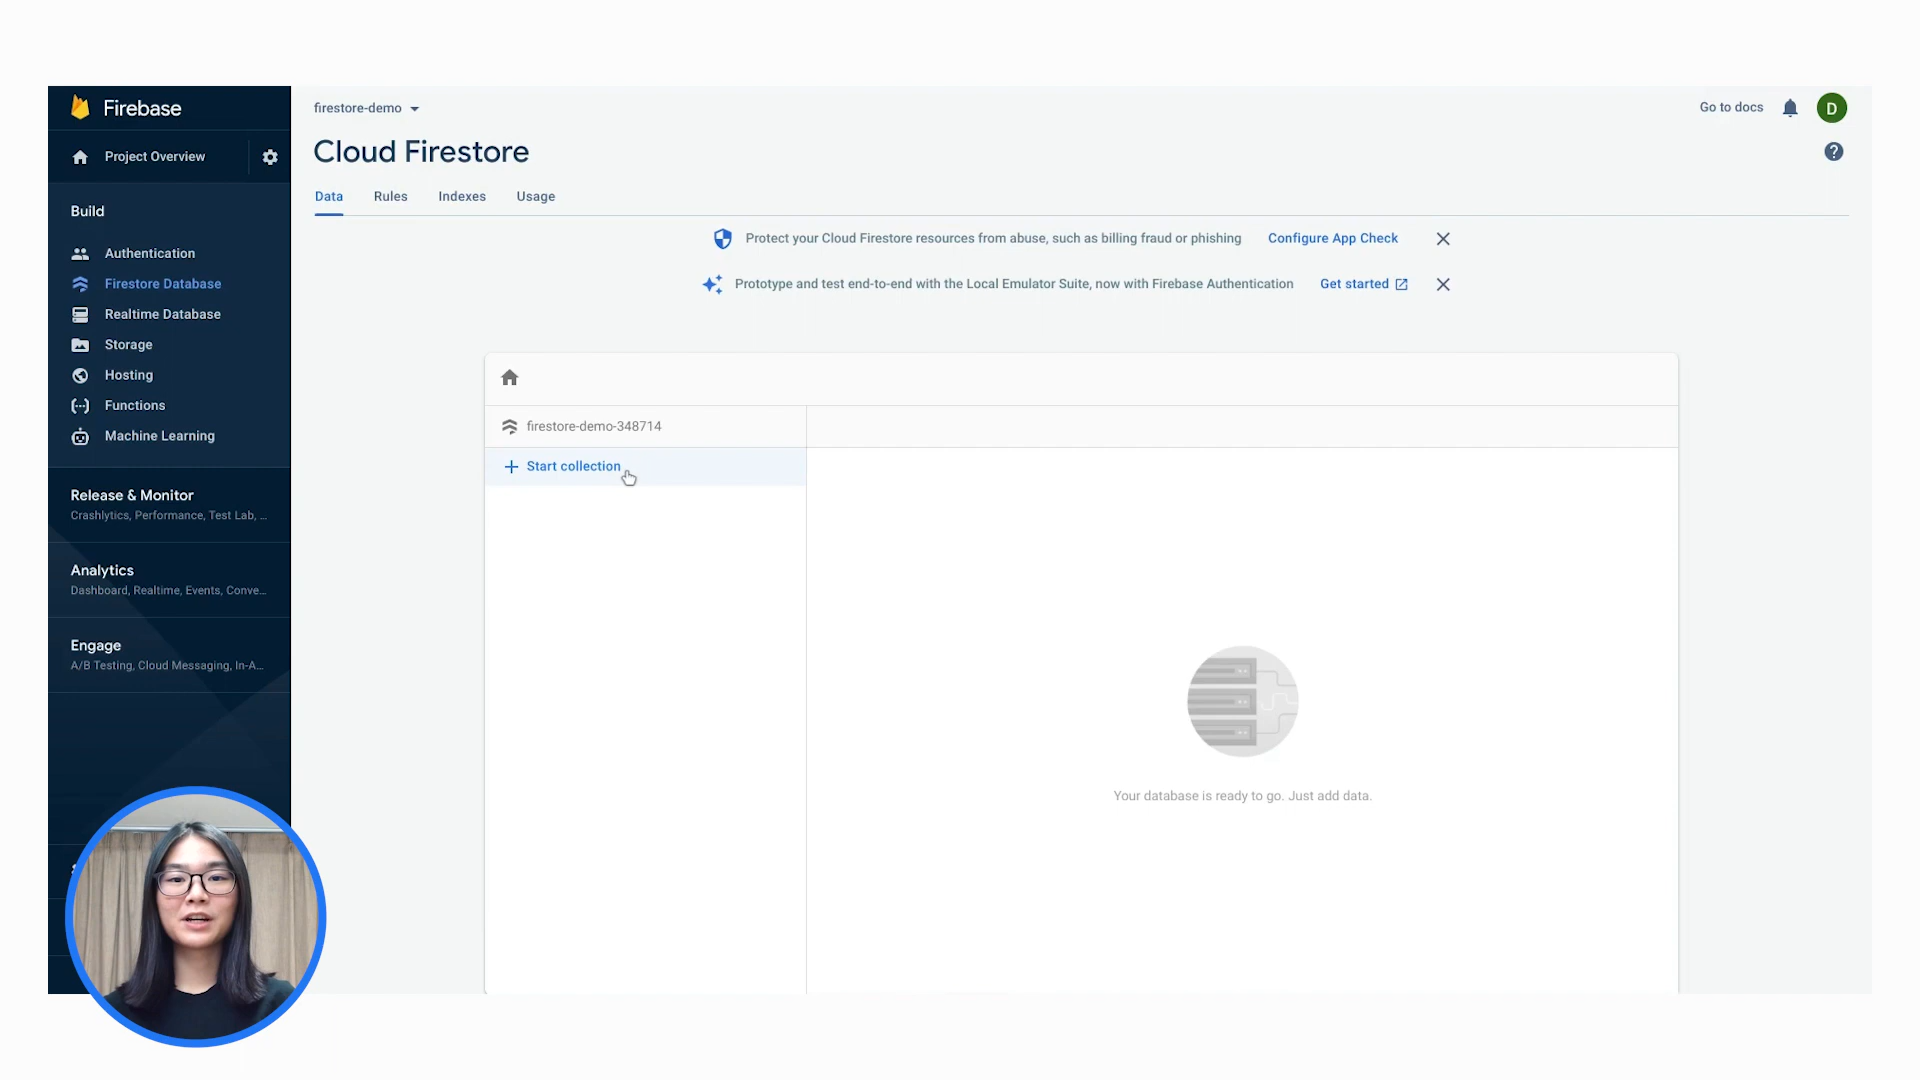 Firebase
Project Overview
Build
Authentication
Firestore Database
Realtime Database
Storage
Hosting
Functions
Machine Learning
Release & Monitor
Crashlytics, Performance, Test Lab, ...
Analytics
Dashboard, Realtime, Events, Conve...
Engage
A/B Testing, Cloud Messaging, In-A...
firestore-demo
Go to docs
D
Cloud Firestore
?
Data
Rules
Indexes
Usage
Protect your Cloud Firestore resources from abuse, such as billing fraud or phishing
Configure App Check
Prototype and test end-to-end with the Local Emulator Suite, now with Firebase Authentication
Get started
firestore-demo-348714
Start collection
Your database is ready to go. Just add data.